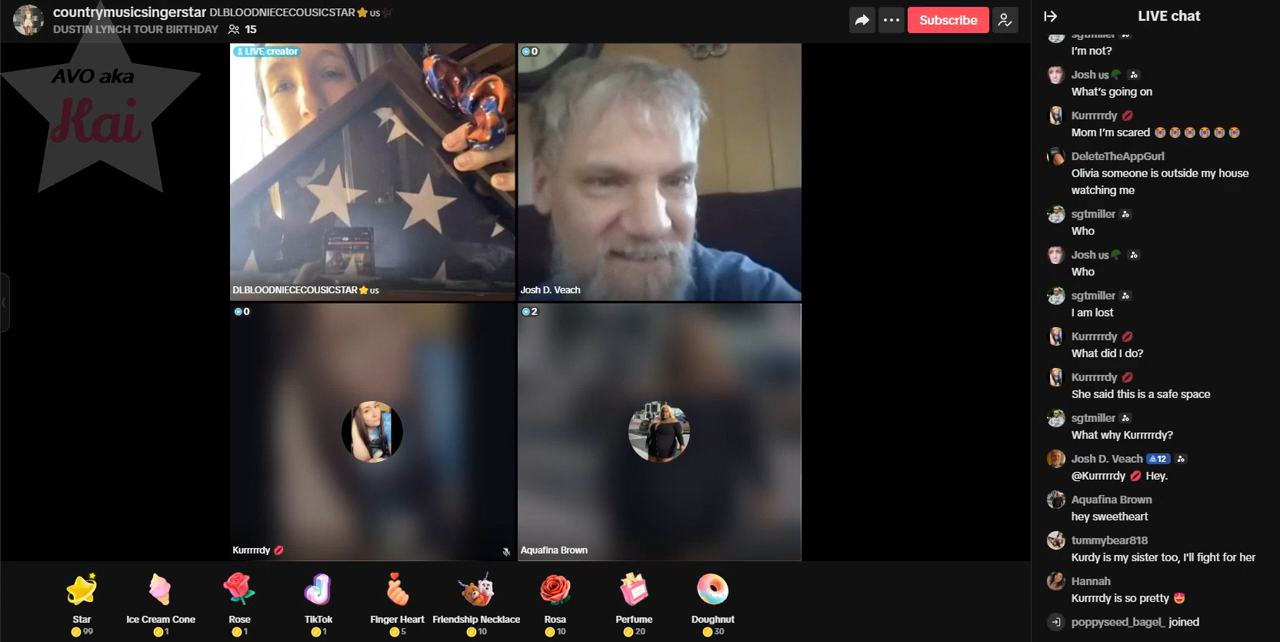 countrymusicsingerstar DLBLOODNIECECOUSICSTAR⭐us
DUSTIN LYNCH TOUR BIRTHDAY 15
Subscribe
AVO aka
Kai
LIVE creator
DLBLOODNIECECOUSICSTAR⭐us
0
Josh D. Veach
0
Kurrrrrdy 💋
2
Aquafina Brown
Star
99
Ice Cream Cone
1
Rose
1
TikTok
1
Finger Heart
5
Friendship Necklace
10
Rosa
10
Perfume
20
Doughnut
30
LIVE chat
sgtmiller
I'm not?
Josh us🌳
What's going on
Kurrrrrdy 💋
Mom I'm scared 😭😭😭😭😭😭
DeleteTheAppGurl
Olivia someone is outside my house
watching me
sgtmiller
Who
Josh us🌳
Who
sgtmiller
I am lost
Kurrrrrdy 💋
What did I do?
Kurrrrrdy 💋
She said this is a safe space
sgtmiller
What why Kurrrrrdy?
Josh D. Veach 12
@Kurrrrrdy 💋 Hey.
Aquafina Brown
hey sweetheart
tummybear818
Kurdy is my sister too, I'll fight for her
Hannah
Kurrrrrdy is so pretty 😍
poppyseed_bagel_ joined